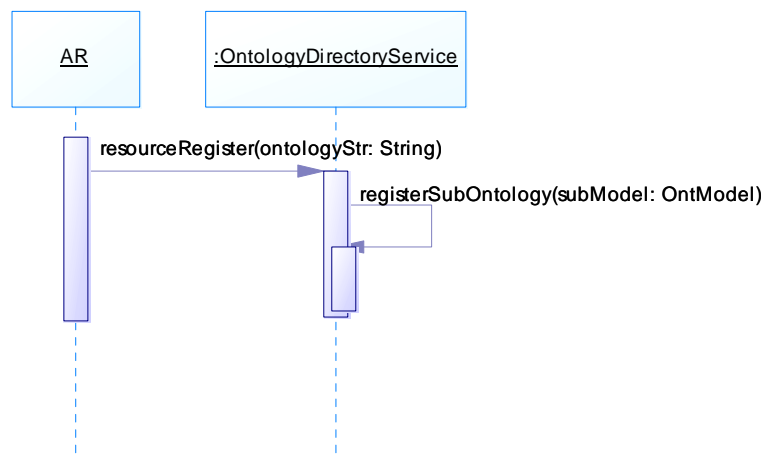 AR
:OntologyDirectoryService
resourceRegister(ontologyStr: String)
registerSubOntology(subModel: OntModel)